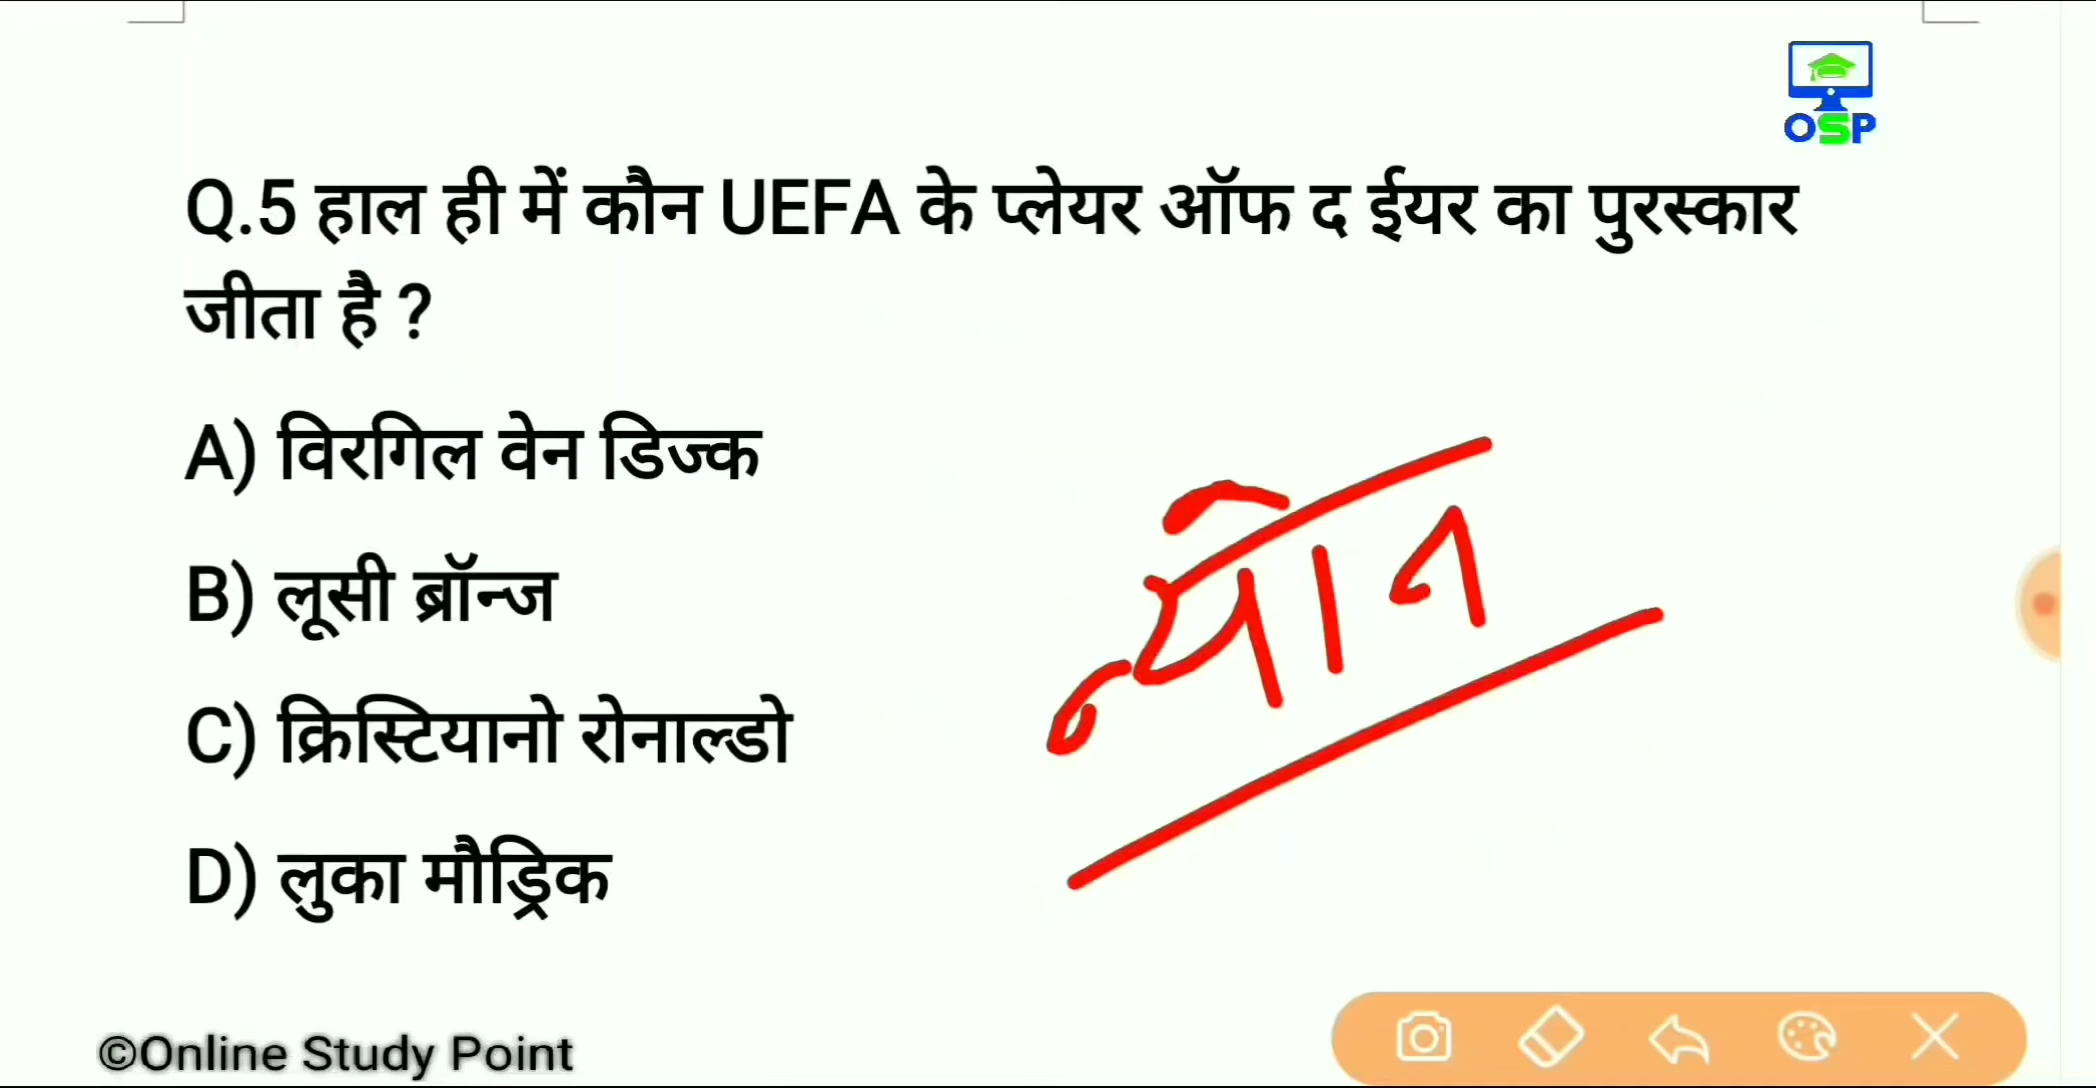 OSP
Q.5 हाल ही में कौन UEFA के प्लेयर ऑफ द ईयर का पुरस्कार
जीता है ?
A) विरगिल वेन डिज्क
B) लूसी ब्रॉन्ज
C) क्रिस्टियानो रोनाल्डो
D) लुका मौड्रिक
©Online Study Point